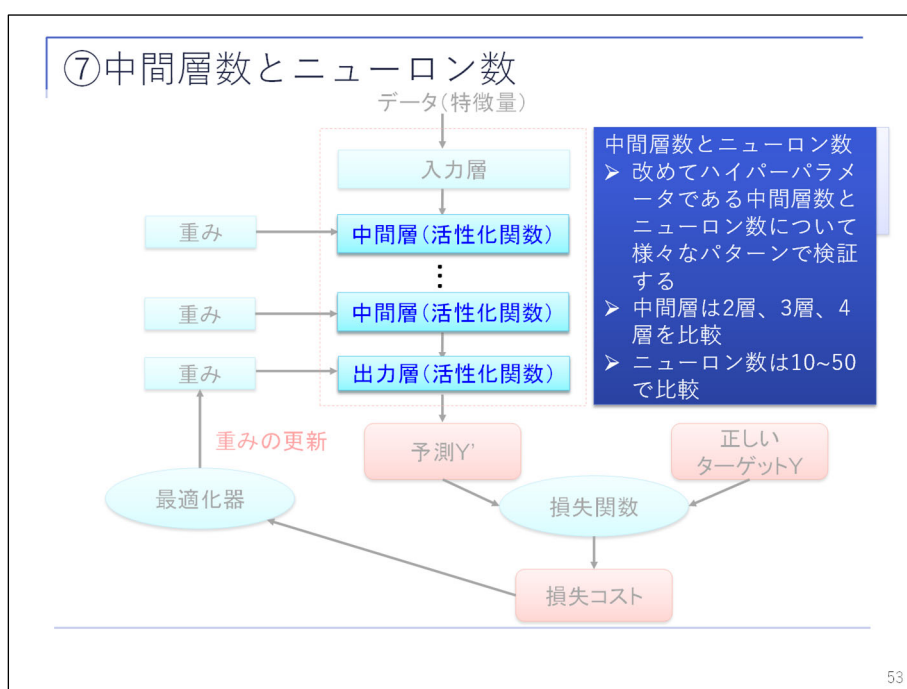 ⑦中間層数とニューロン数
データ(特徴量)
入力層
重み
中間層(活性化関数)
重み
中間層(活性化関数)
重み
出力層(活性化関数)
中間層数とニューロン数
➤ 改めてハイパーパラメ
ータである中間層数と
ニューロン数について
様々なパターンで検証
する
➤ 中間層は2層、3層、4
層を比較
➤ ニューロン数は10~50
で比較
重みの更新
予測Y'
正しい
ターゲットY
最適化器
損失関数
損失コスト
53